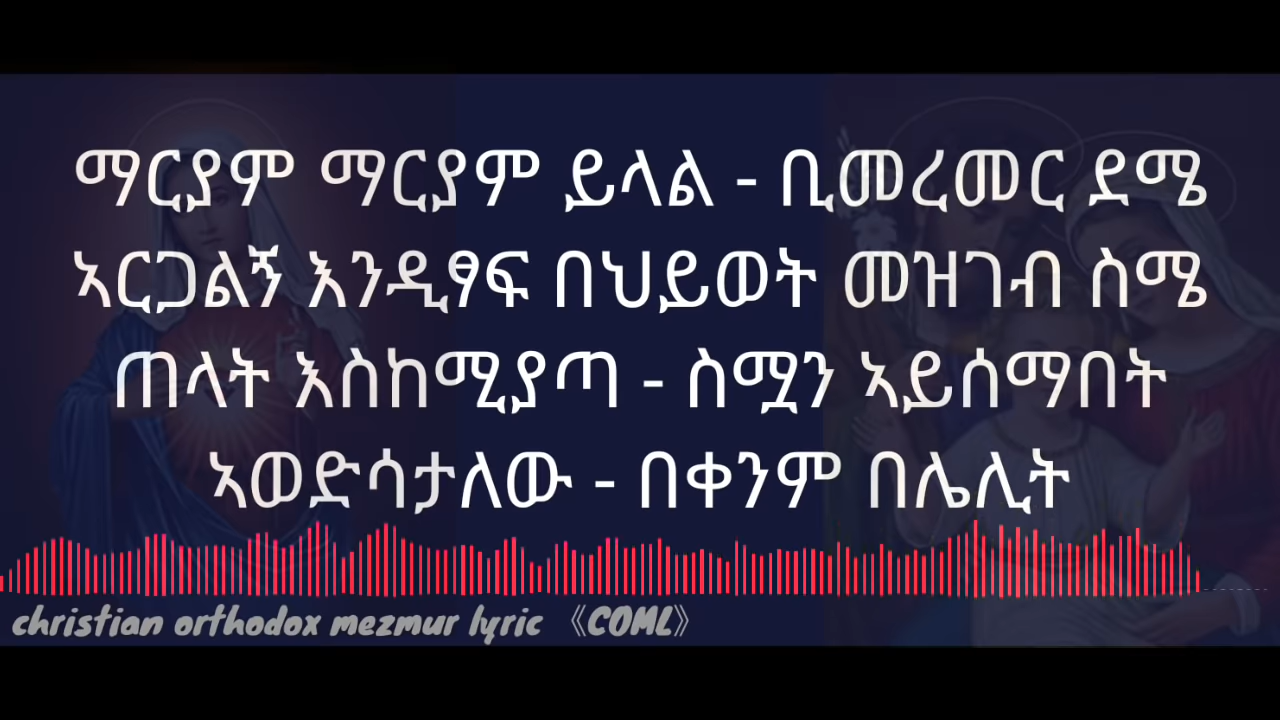 ማርያም ማርያም ይላል - ቢመረመር ደሜ
ኣርጋልኝ እንዲፃፍ በህይወት መዝገብ ስሜ
ጠላት እስከሚያጣ - ስሟን ኣይሰማበት
ኣወድሳታለው - በቀንም በሌሊት
christian orthodox mezmur lyric 《COML》